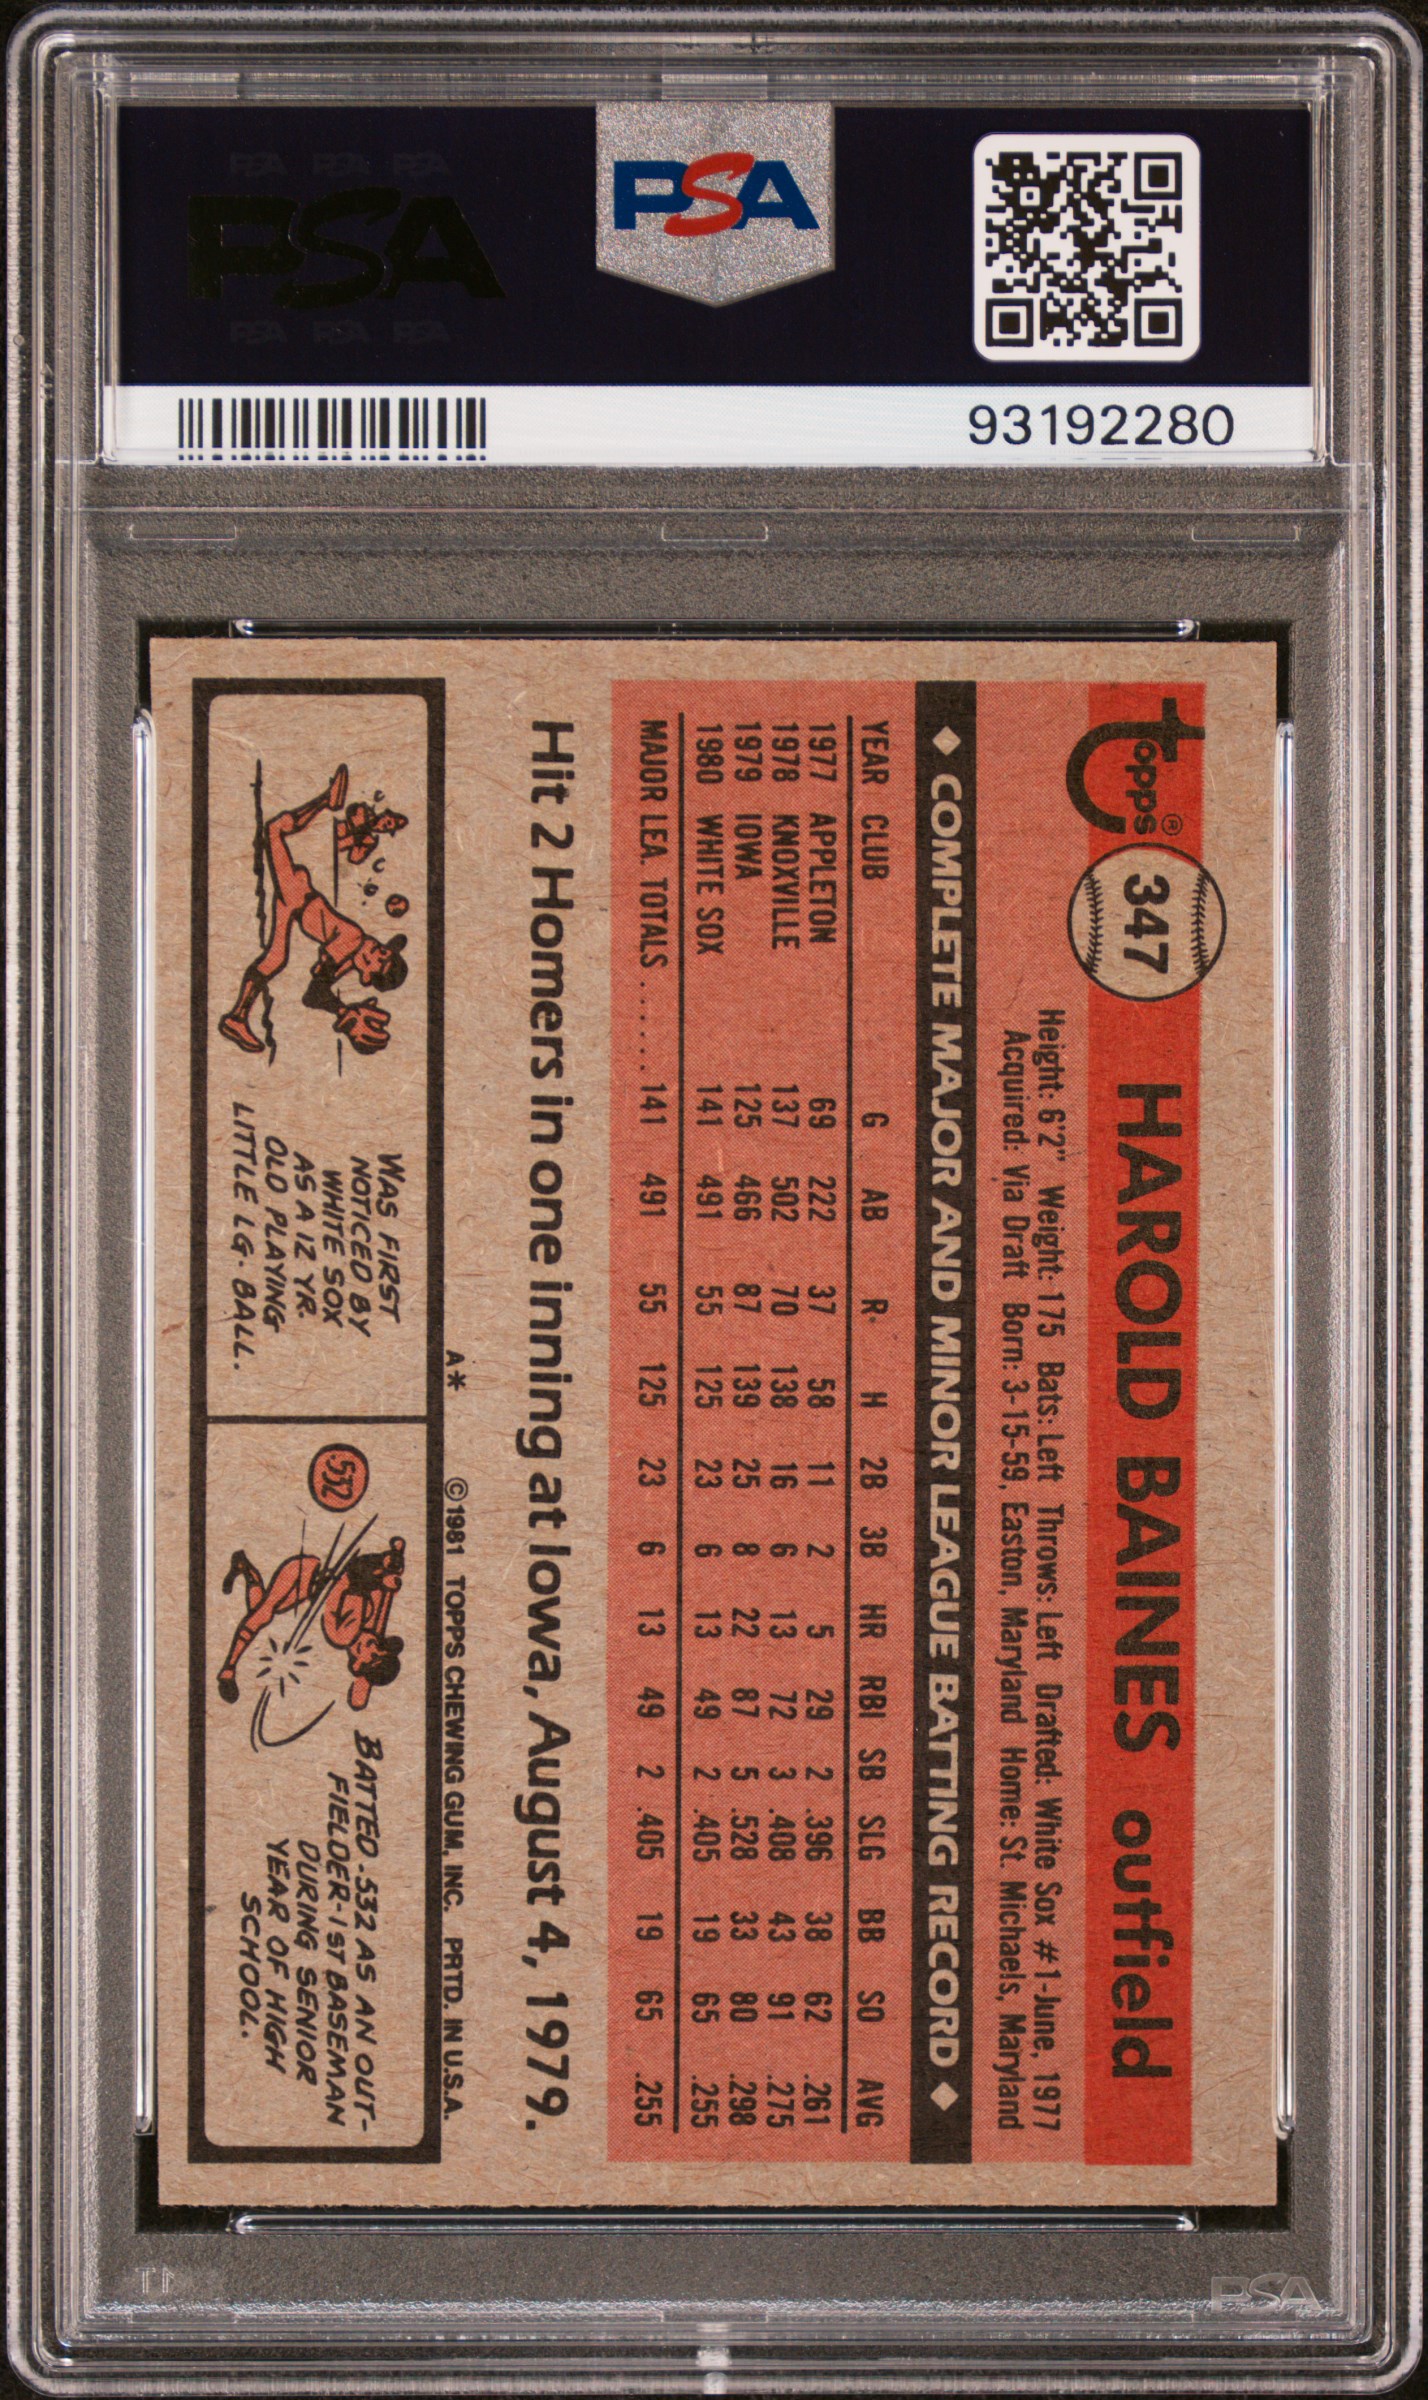 PSA PSA PSA
PSA
PSA PSA PSA
PSA
93192280
Topps®
347
HAROLD BAINES outfield
Height: 6'2" Weight: 175 Bats: Left Throws: Left Drafted: White Sox #1-June, 1977
Acquired: Via Draft Born: 3-15-59, Easton, Maryland Home: St. Michaels, Maryland
◆ COMPLETE MAJOR AND MINOR LEAGUE BATTING RECORD ◆
YEAR CLUB G AB R· H 2B 3B HR RBI SB SLG BB SO AVG
1977 APPLETON 69 222 37 58 11 2 5 29 2 .396 38 62 .261
1978 KNOXVILLE 137 502 70 138 16 6 13 72 3 .408 43 91 .275
1979 IOWA 125 466 87 139 25 8 22 87 5 .528 33 80 .298
1980 WHITE SOX 141 491 55 125 23 6 13 49 2 .405 19 65 .255
MAJOR LEA. TOTALS ...... 141 491 55 125 23 6 13 49 2 .405 19 65 .255
Hit 2 Homers in one inning at Iowa, August 4, 1979.
A* ©1981 TOPPS CHEWING GUM, INC. PRTD. IN U.S.A.
WAS FIRST
NOTICED BY
WHITE SOX
AS A 12 YR.
OLD PLAYING
LITTLE LG. BALL.
532
BATTED .532 AS AN OUT-
FIELDER-1ST BASEMAN
DURING SENIOR
YEAR OF HIGH
SCHOOL.
PSA